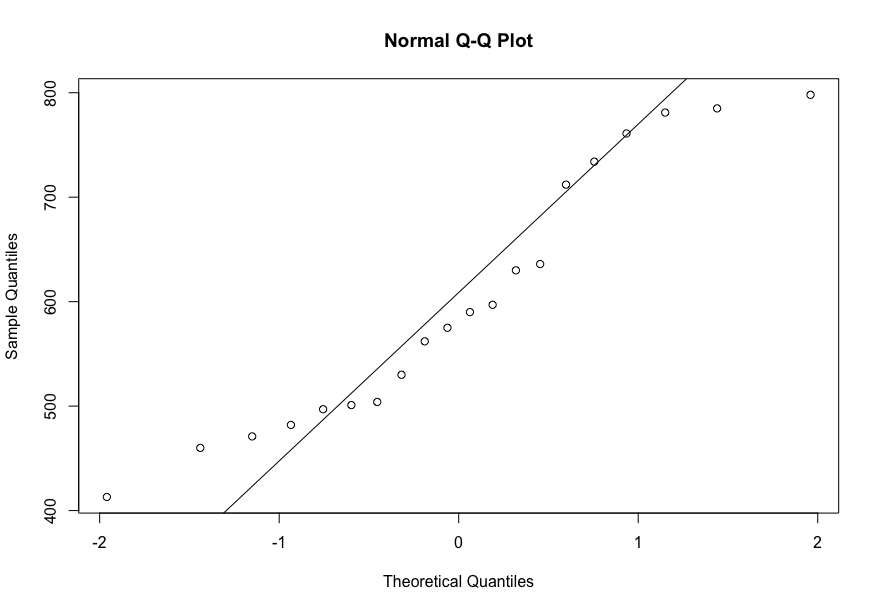 Normal Q-Q Plot
Sample Quantiles
800
700
600
500
400
-2 -1 0 1 2
Theoretical Quantiles